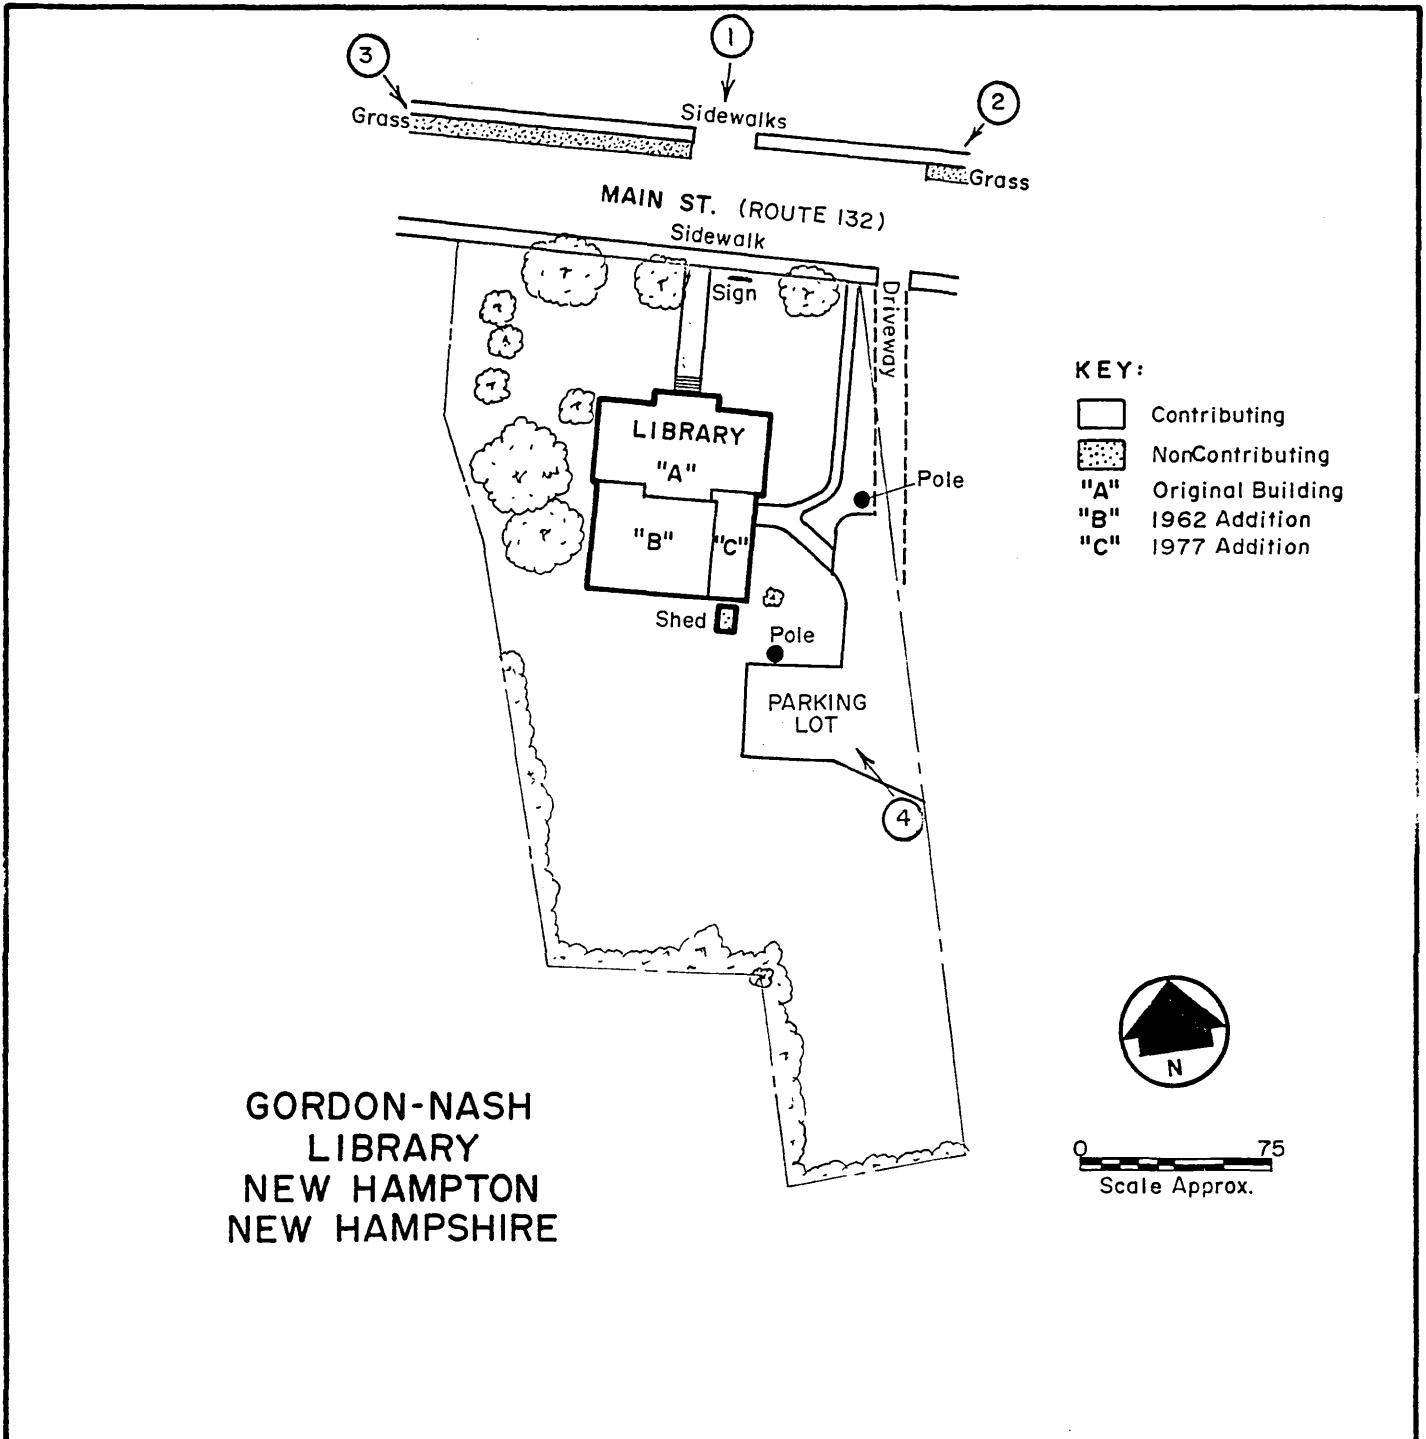 1
3
2
Sidewalks
Grass
Grass
MAIN ST. (ROUTE 132)
Sidewalk
Sign
Driveway
KEY:
Contributing
NonContributing
"A" Original Building
"B" 1962 Addition
"C" 1977 Addition
LIBRARY
"A"
Pole
"B"
"C"
Shed
Pole
PARKING
LOT
4
N
GORDON-NASH
LIBRARY
NEW HAMPTON
NEW HAMPSHIRE
0 75
Scale Approx.